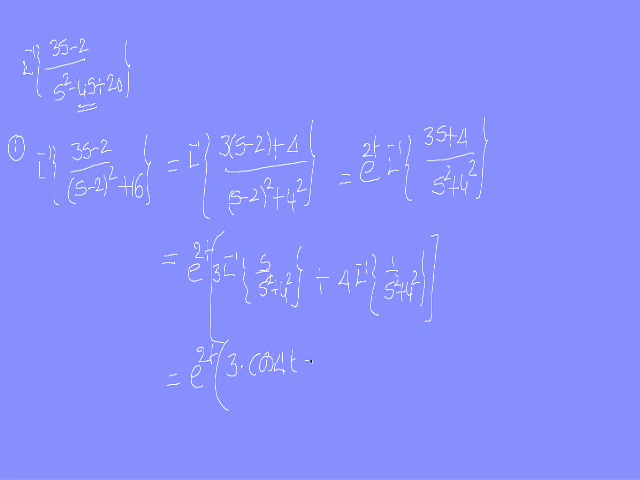 L⁻¹{ (3s-2)/(s²-4s+20) }
① L⁻¹{ (3s-2)/((s-2)²+16) } = L⁻¹{ (3(s-2)+4)/((s-2)²+4²) } = e^{2t} L⁻¹{ (3s+4)/(s²+4²) }
= e^{2t} [ 3L⁻¹{ s/(s²+4²) } + 4L⁻¹{ 1/(s²+4²) } ]
= e^{2t} ( 3·cos4t